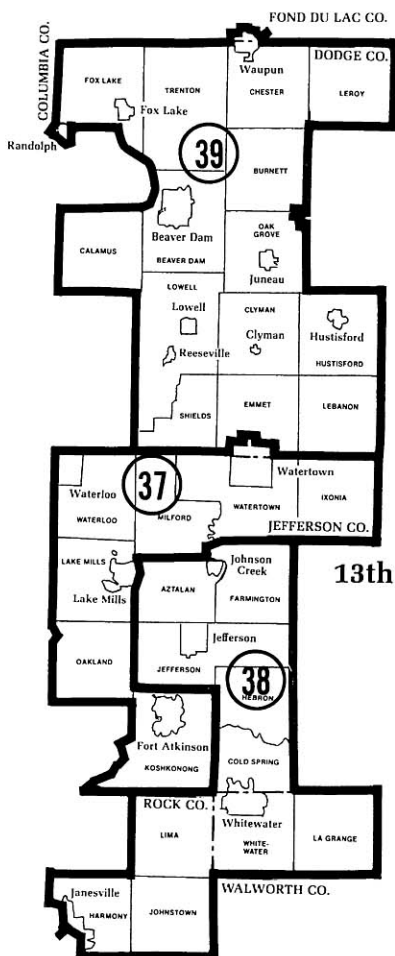 FOND DU LAC CO.
COLUMBIA CO.
Waupun
DODGE CO.
FOX LAKE
TRENTON
CHESTER
LEROY
Fox Lake
Randolph
39
BURNETT
Beaver Dam
OAK
GROVE
CALAMUS
BEAVER DAM
Juneau
LOWELL
Lowell
CLYMAN
Clyman
Hustisford
Reeseville
HUSTISFORD
SHIELDS
EMMET
LEBANON
Watertown
37
Waterloo
WATERLOO
MILFORD
WATERTOWN
IXONIA
JEFFERSON CO.
LAKE MILLS
Johnson
Creek
13th
Lake Mills
AZTALAN
FARMINGTON
Jefferson
OAKLAND
JEFFERSON
38
HEBRON
Fort Atkinson
COLD SPRING
KOSHKONONG
ROCK CO.
Whitewater
LIMA
WHITE-
WATER
LA GRANGE
Janesville
WALWORTH CO.
HARMONY
JOHNSTOWN